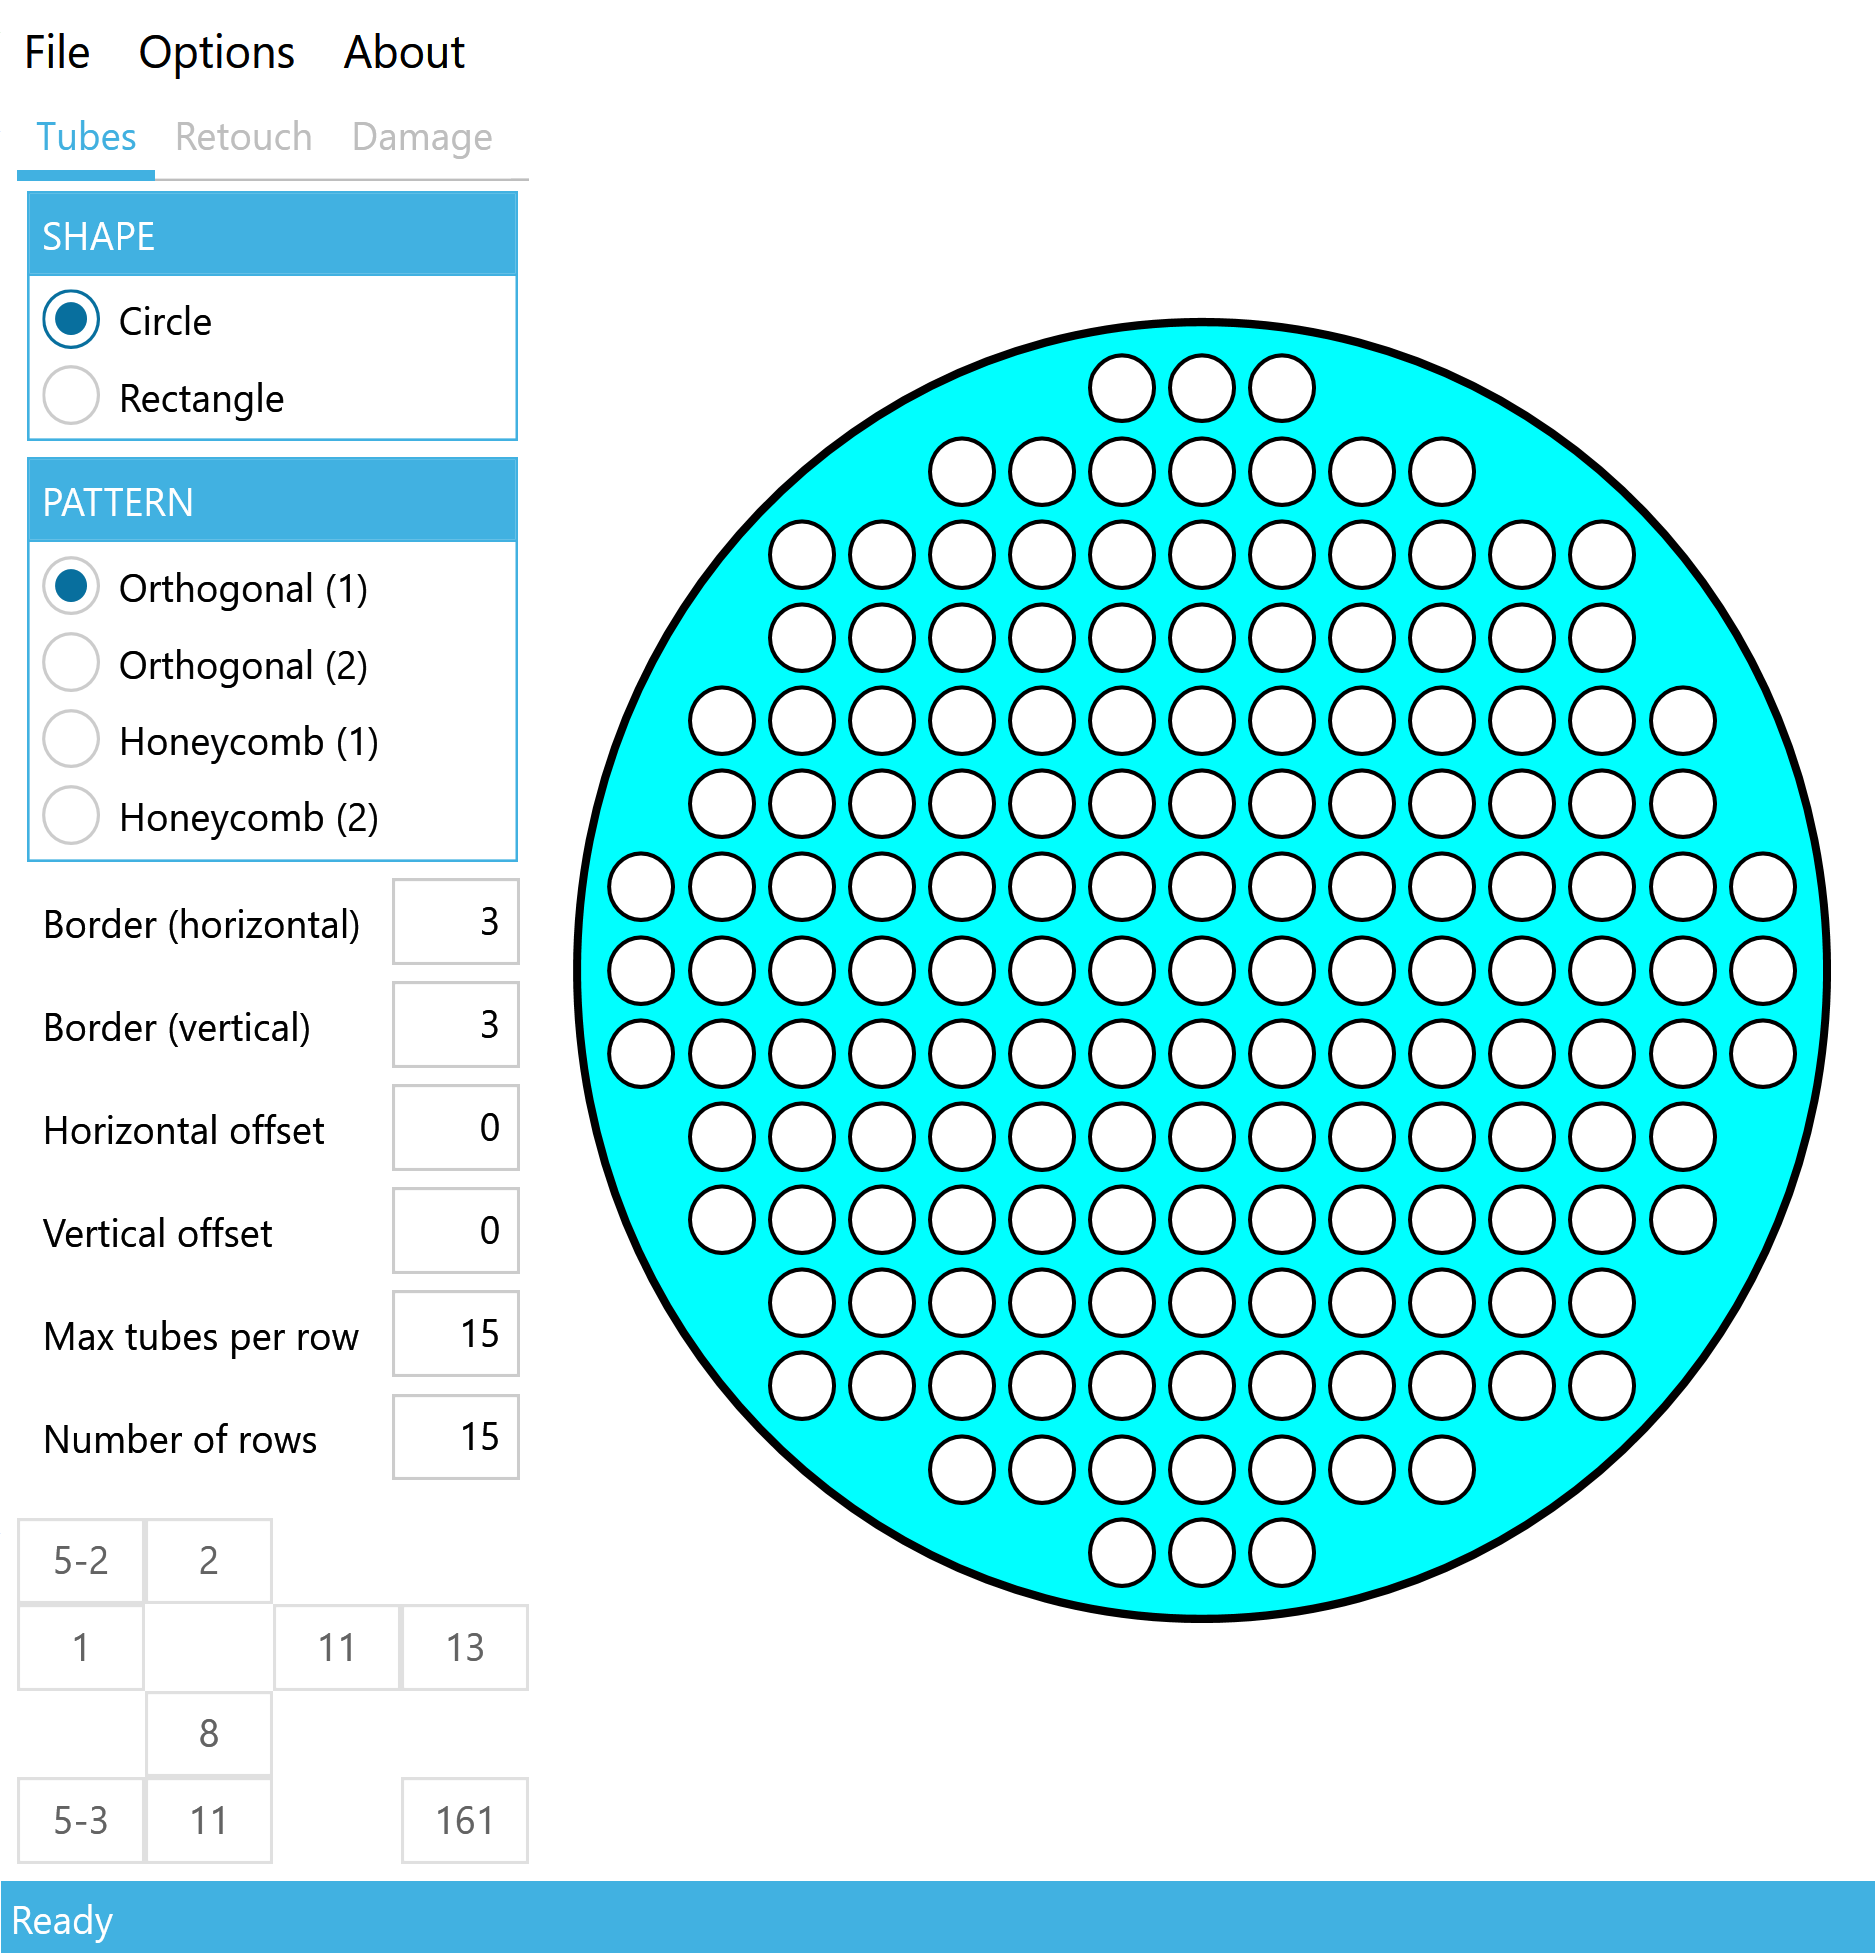 File Options About
Tubes Retouch Damage
SHAPE
Circle
Rectangle
PATTERN
Orthogonal (1)
Orthogonal (2)
Honeycomb (1)
Honeycomb (2)
Border (horizontal) 3
Border (vertical) 3
Horizontal offset 0
Vertical offset 0
Max tubes per row 15
Number of rows 15
5-2 2
1 11 13
8
5-3 11 161
Ready